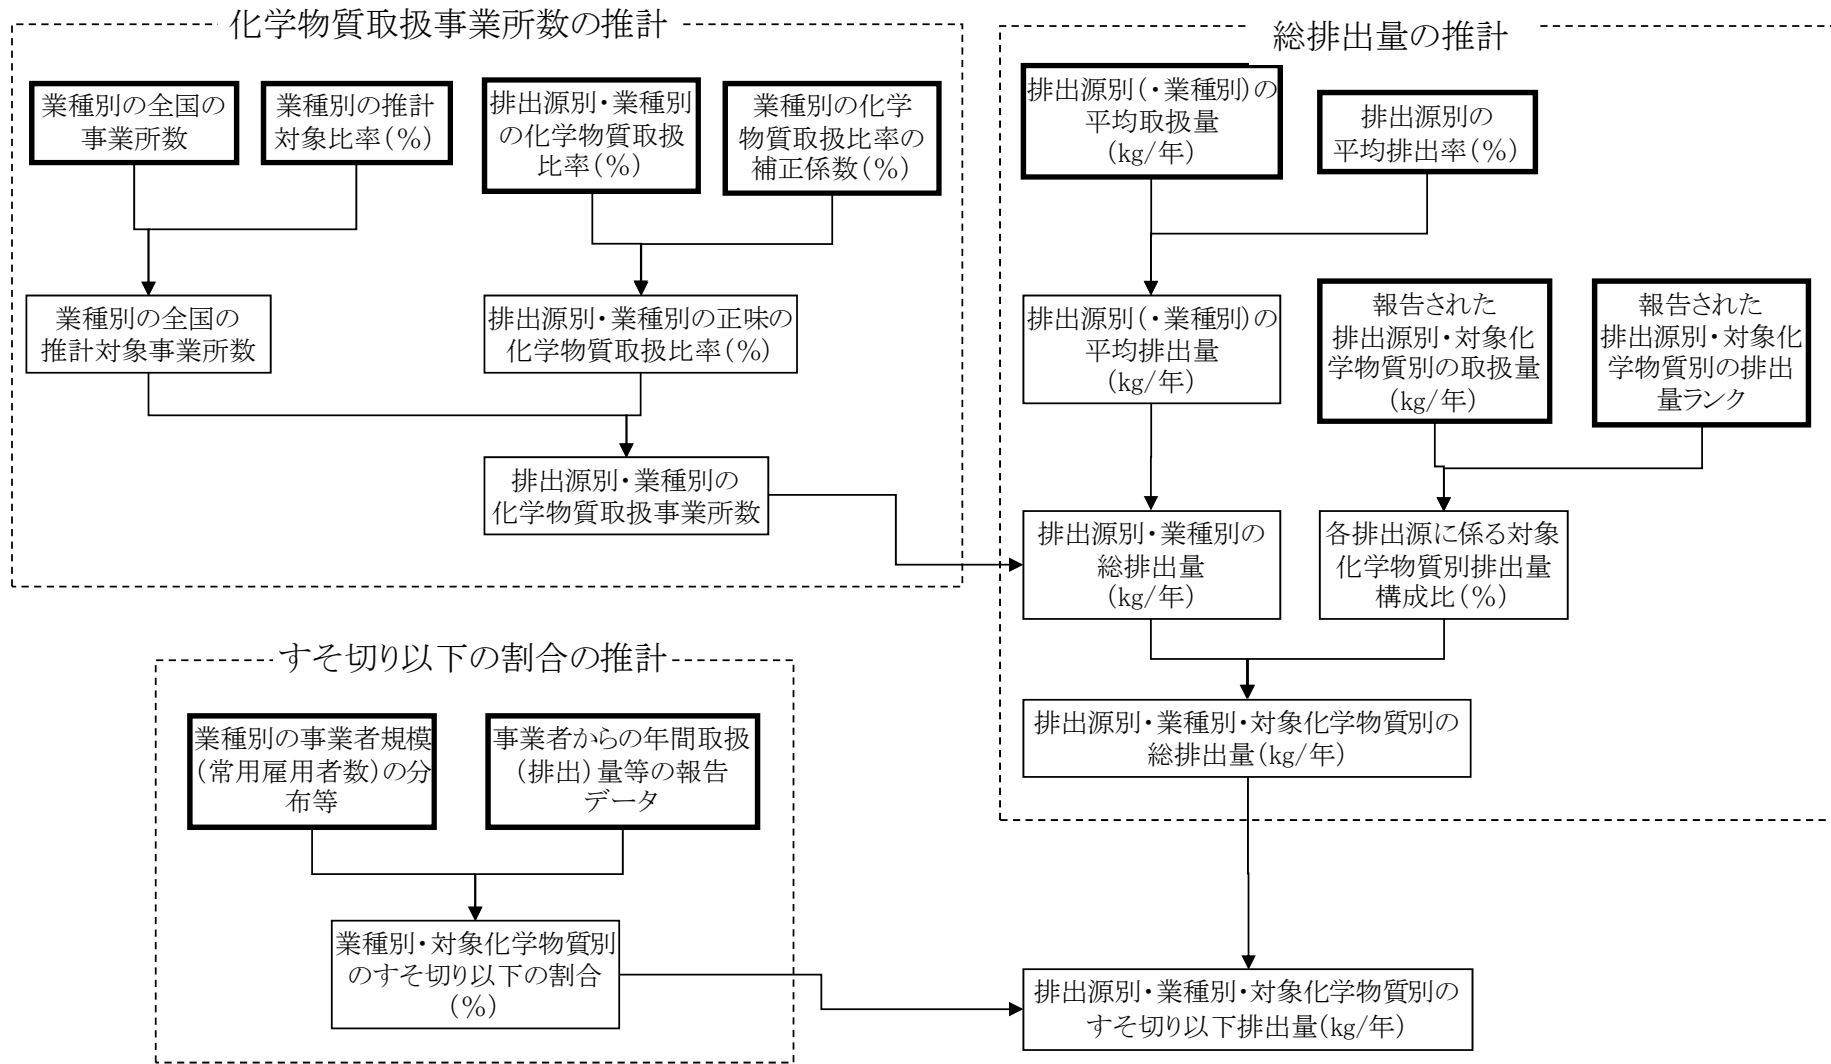 化学物質取扱事業所数の推計
業種別の全国の
事業所数
業種別の推計
対象比率(%)
排出源別・業種別
の化学物質取扱
比率(%)
業種別の化学
物質取扱比率の
補正係数(%)
業種別の全国の
推計対象事業所数
排出源別・業種別の正味の
化学物質取扱比率(%)
排出源別・業種別の
化学物質取扱事業所数
総排出量の推計
排出源別(・業種別)の
平均取扱量
(kg/年)
排出源別の
平均排出率(%)
排出源別(・業種別)の
平均排出量
(kg/年)
報告された
排出源別・対象化
学物質別の取扱量
(kg/年)
報告された
排出源別・対象化
学物質別の排出
量ランク
排出源別・業種別の
総排出量
(kg/年)
各排出源に係る対象
化学物質別排出量
構成比(%)
排出源別・業種別・対象化学物質別の
総排出量(kg/年)
すそ切り以下の割合の推計
業種別の事業者規模
(常用雇用者数)の分
布等
事業者からの年間取扱
(排出)量等の報告
データ
業種別・対象化学物質別
のすそ切り以下の割合
(%)
排出源別・業種別・対象化学物質別の
すそ切り以下排出量(kg/年)